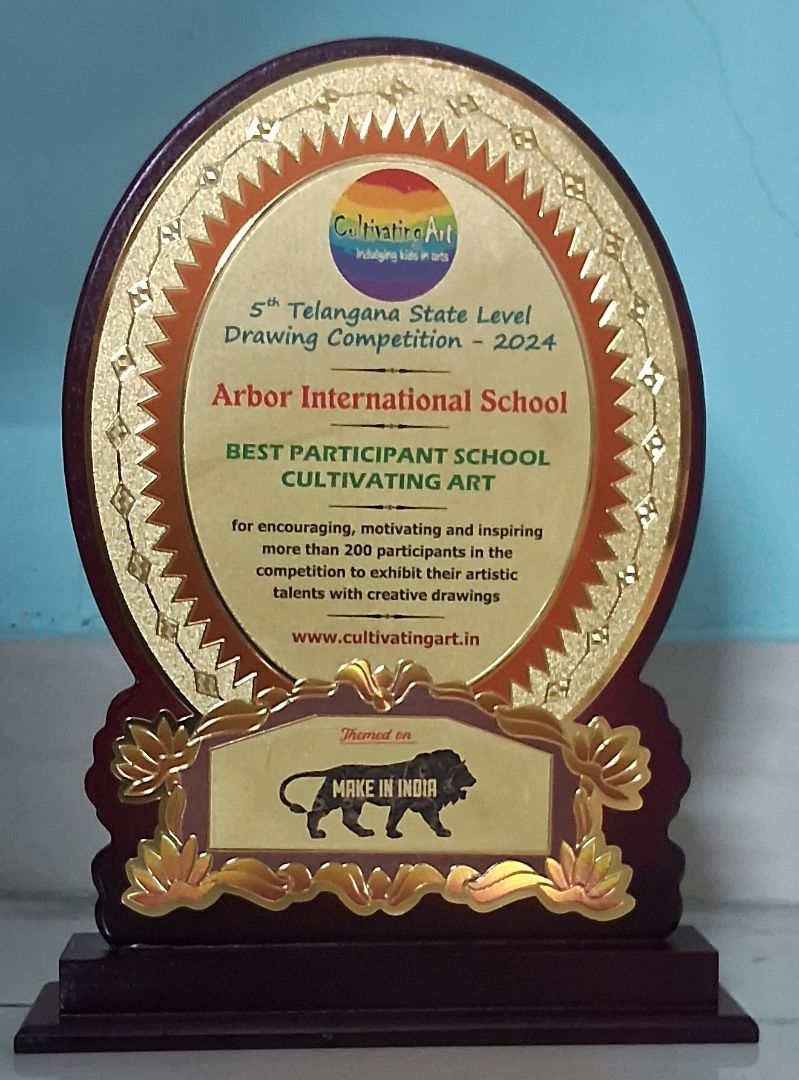 Cultivating Art
Indulging kids in arts
5th Telangana State Level
Drawing Competition - 2024
Arbor International School
BEST PARTICIPANT SCHOOL
CULTIVATING ART
for encouraging, motivating and inspiring
more than 200 participants in the
competition to exhibit their artistic
talents with creative drawings
www.cultivatingart.in
Themed on
MAKE IN INDIA